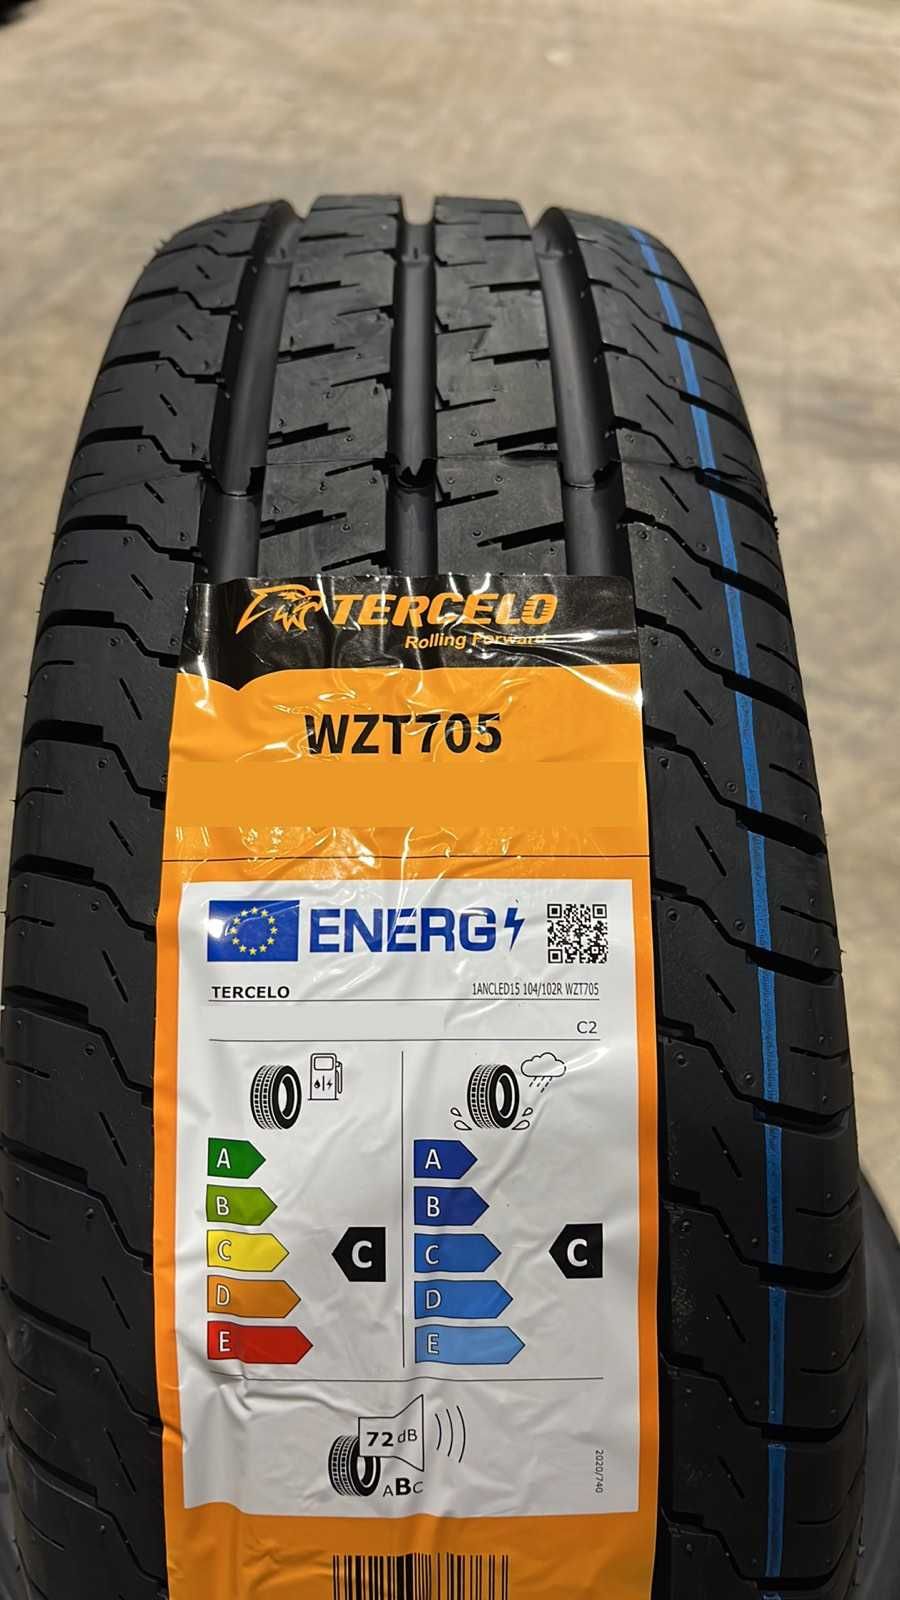 TERCELO
Rolling Forward
WZT705
ENERG
TERCELO
1ANCLED15 104/102R WZT705
C2
A
B
C
D
E
C
A
B
C
D
E
C
72 dB
ABC
2020/740